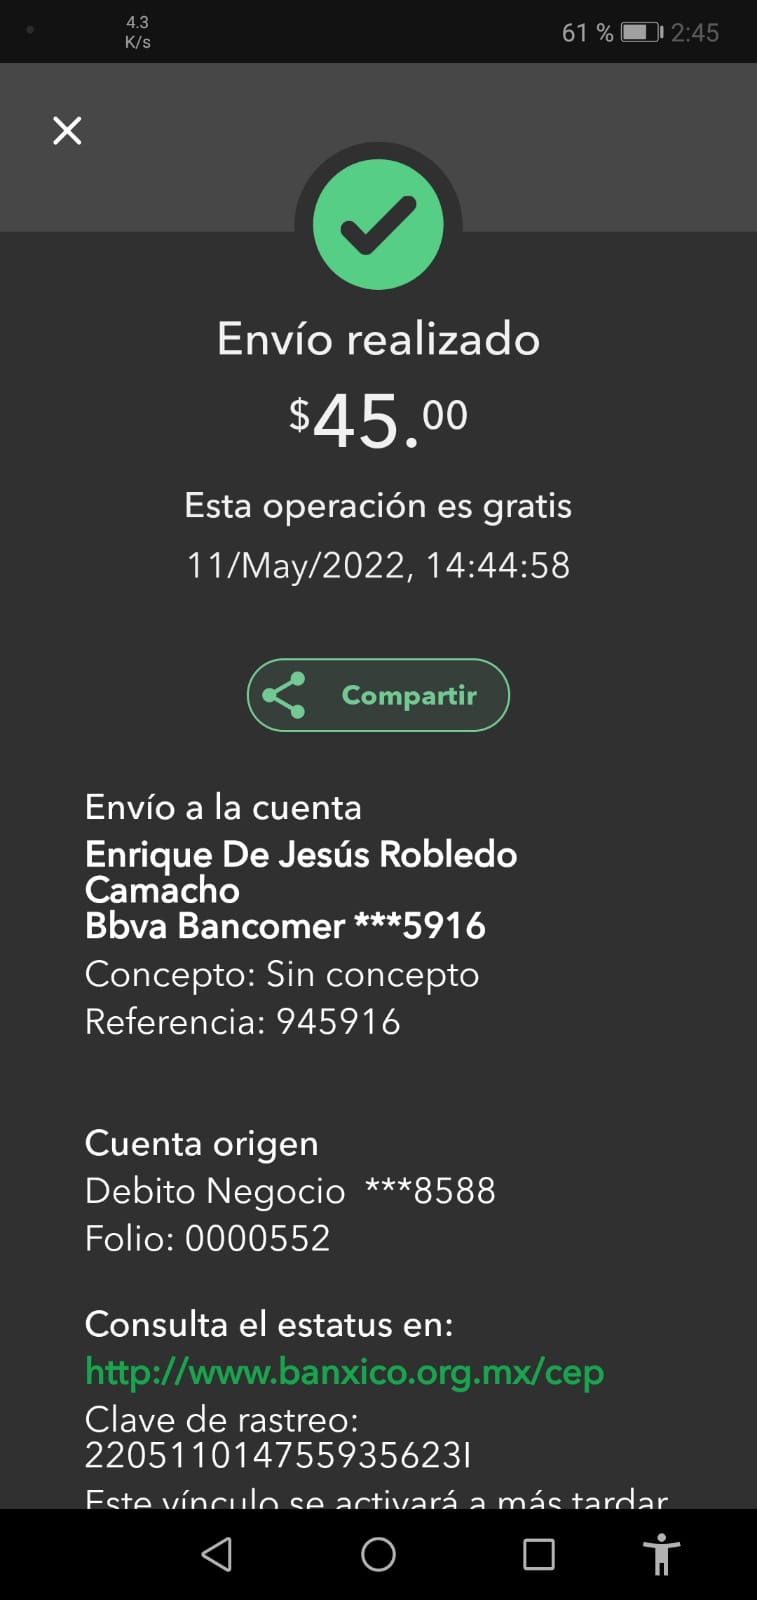 4.3
K/s
61 %
2:45
Envío realizado
$45.00
Esta operación es gratis
11/May/2022, 14:44:58
Compartir
Envío a la cuenta
Enrique De Jesús Robledo
Camacho
Bbva Bancomer ***5916
Concepto: Sin concepto
Referencia: 945916
Cuenta origen
Debito Negocio ***8588
Folio: 0000552
Consulta el estatus en:
http://www.banxico.org.mx/cep
Clave de rastreo:
220511014755935623I
Este vínculo se activará a más tardar